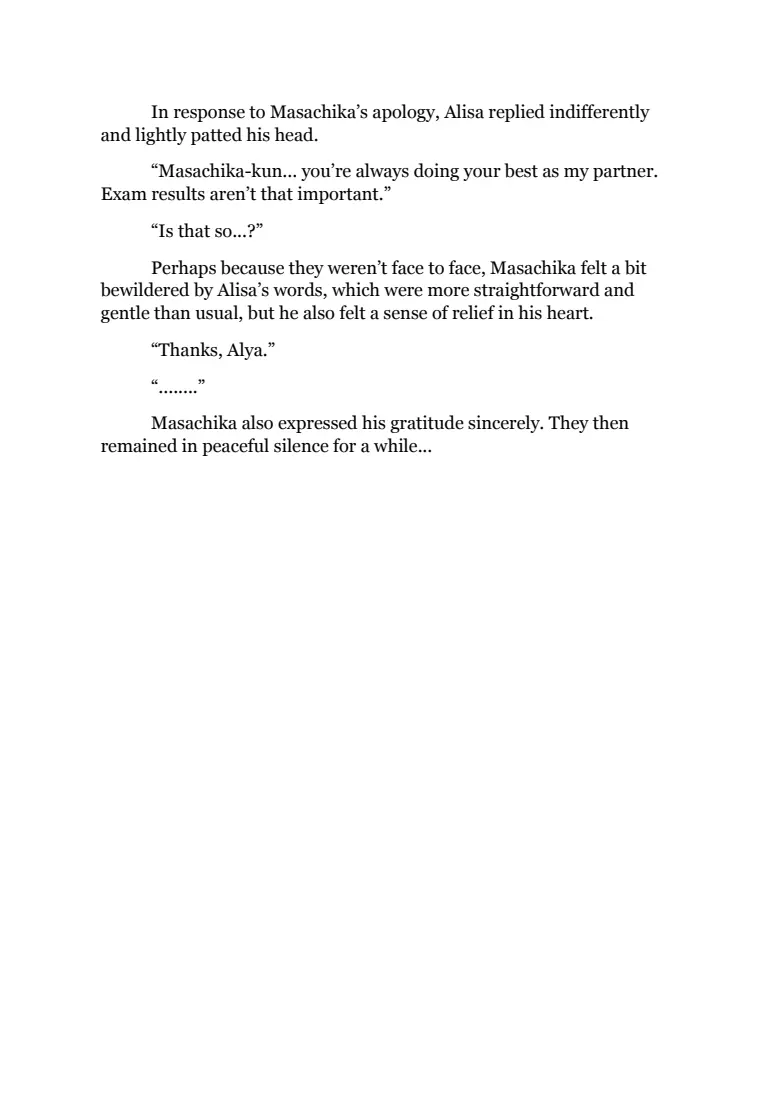 In response to Masachika’s apology, Alisa replied indifferently
and lightly patted his head.
“Masachika-kun... you’re always doing your best as my partner.
Exam results aren’t that important.”
“Is that so...?”
Perhaps because they weren’t face to face, Masachika felt a bit
bewildered by Alisa’s words, which were more straightforward and
gentle than usual, but he also felt a sense of relief in his heart.
“Thanks, Alya.”
“........”
Masachika also expressed his gratitude sincerely. They then
remained in peaceful silence for a while...